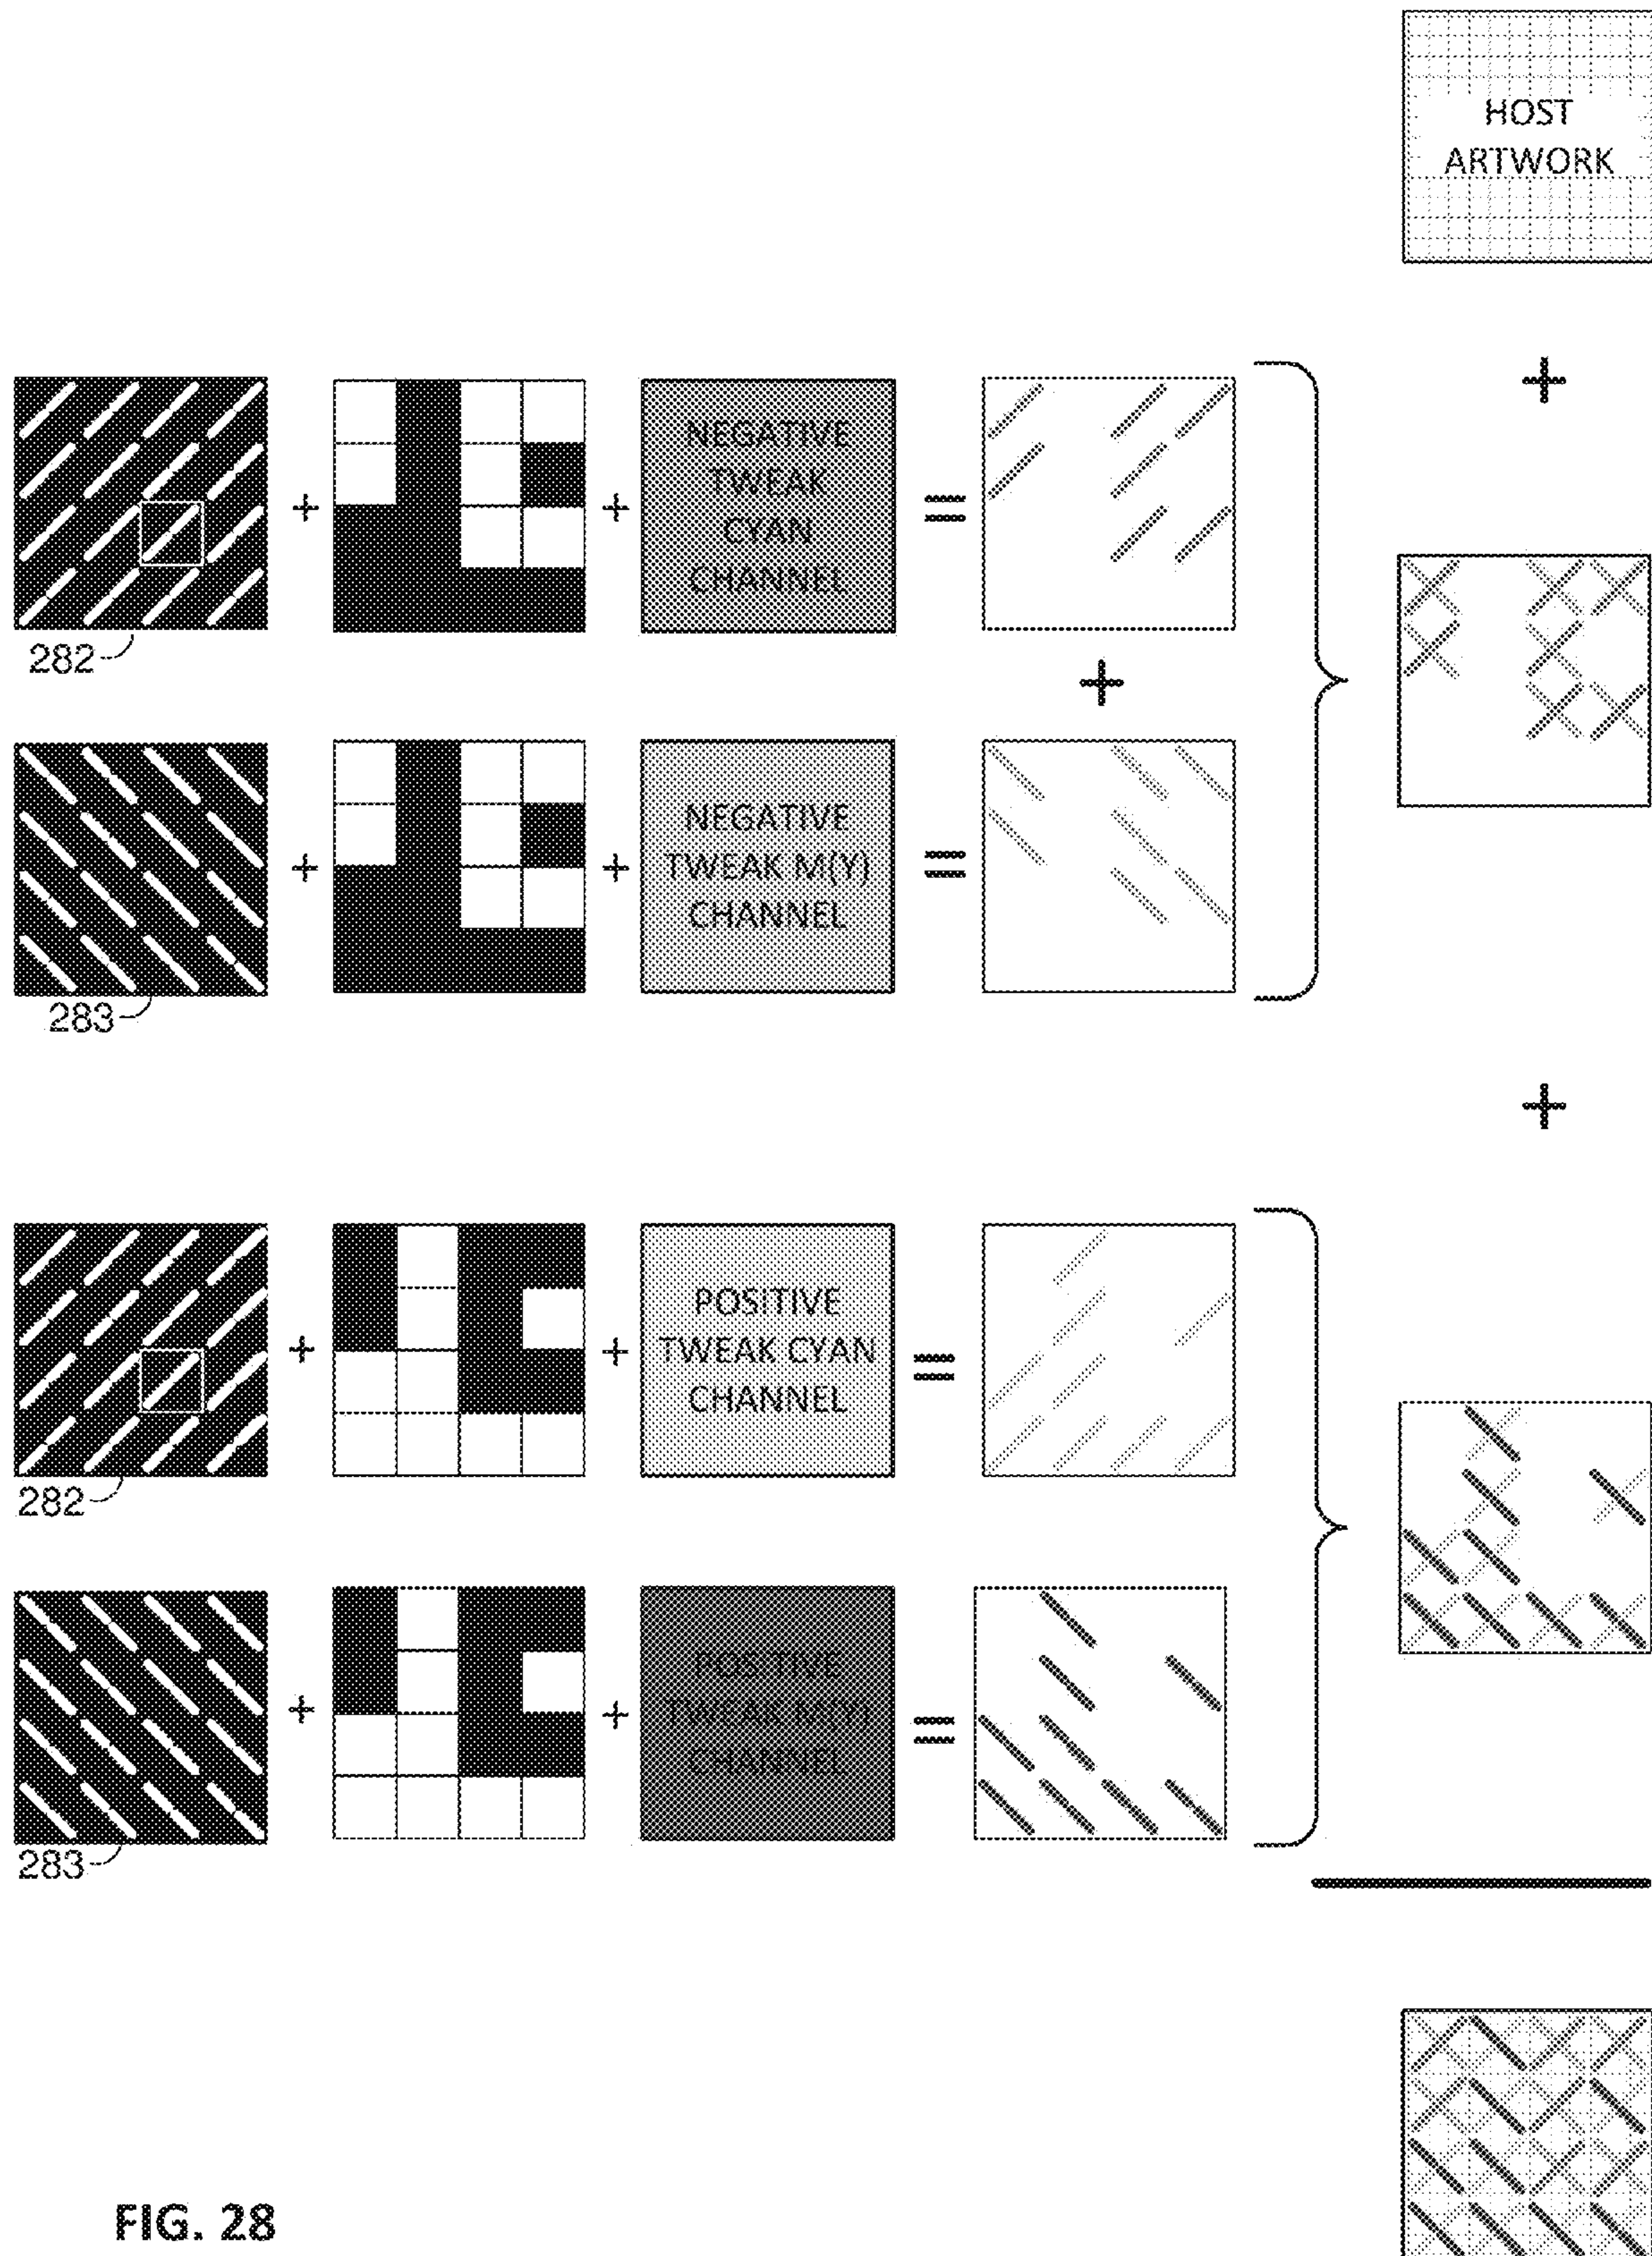 HOST
ARTWORK
NEGATIVE
TWEAK
CYAN
CHANNEL
282
NEGATIVE
TWEAK M(Y)
CHANNEL
283
POSITIVE
TWEAK CYAN
CHANNEL
282
POSITIVE
TWEAK M(Y)
CHANNEL
283
FIG. 28